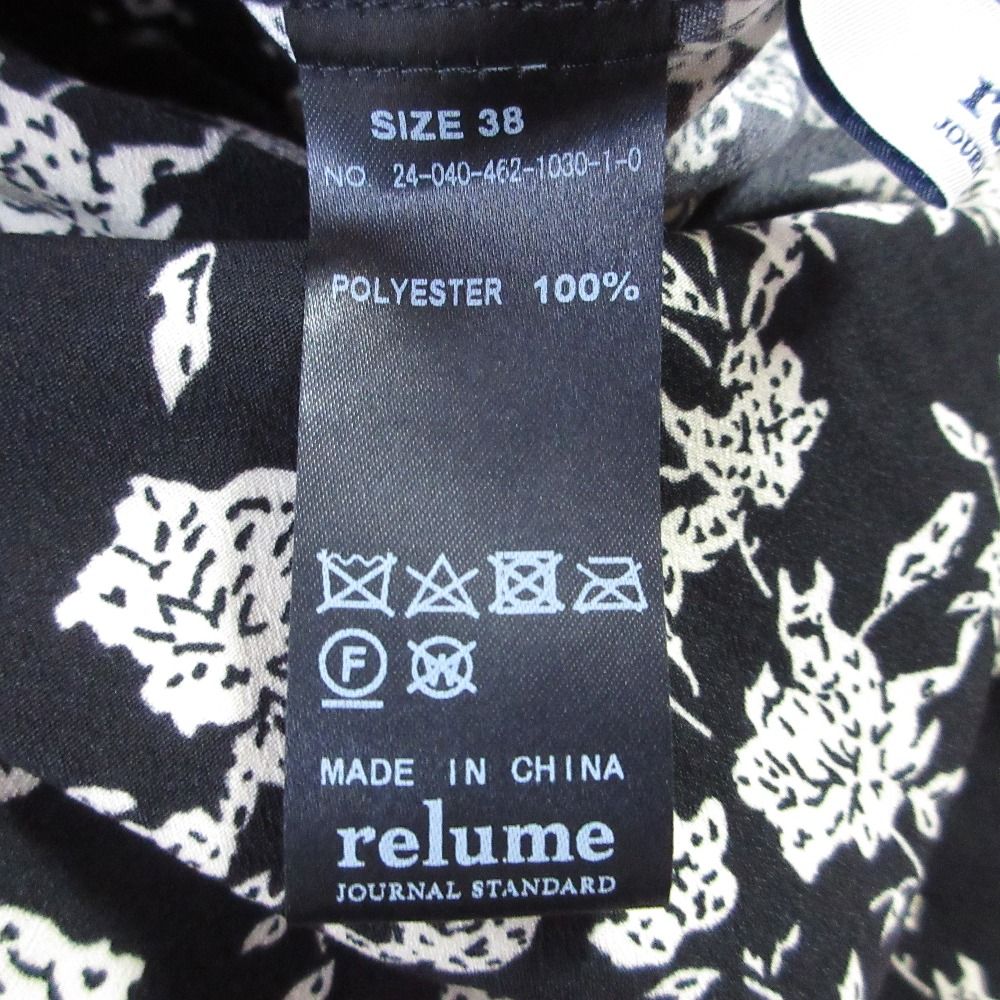 SIZE 38
NO. 24-040-462-1030-1-0
POLYESTER 100%
F
W
MADE IN CHINA
relume
JOURNAL STANDARD